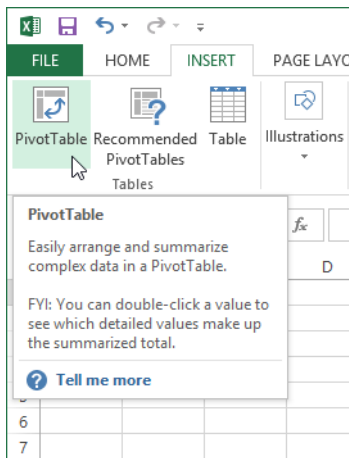 FILE HOME INSERT PAGE LAYO
PivotTable Recommended PivotTables Table Illustrations
Tables
PivotTable
Easily arrange and summarize
complex data in a PivotTable.
FYI: You can double-click a value to
see which detailed values make up
the summarized total.
? Tell me more
fx
D
6
7